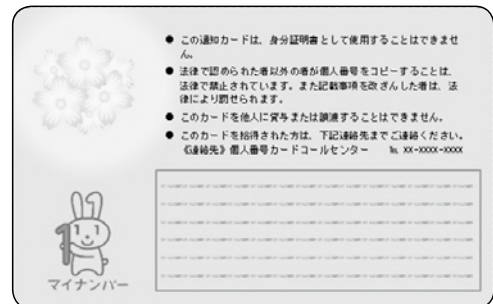 ● この通知カードは、身分証明書として使用することはできませ
ん。
● 法律で認められた者以外の者が個人番号をコピーすることは、
法律で禁止されています。また記載事項を改ざんした者は、法
律により罰せられます。
● このカードを他人に貸与または譲渡することはできません。
● このカードを拾得された方は、下記連絡先までご連絡ください。
《連絡先》個人番号カードコールセンター ℡ XX-XXXX-XXXX
1
マイナンバー